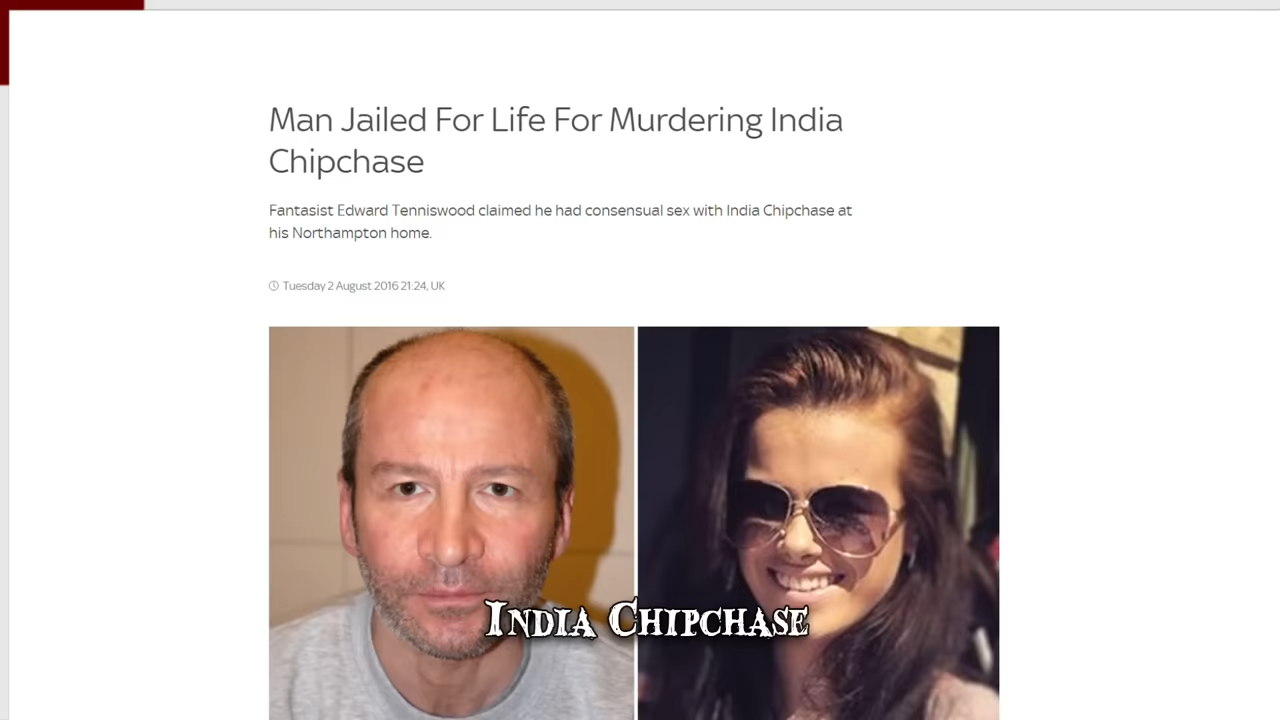 Man Jailed For Life For Murdering India
Chipchase
Fantasist Edward Tenniswood claimed he had consensual sex with India Chipchase at
his Northampton home.
Tuesday 2 August 2016 21:24, UK
India Chipchase